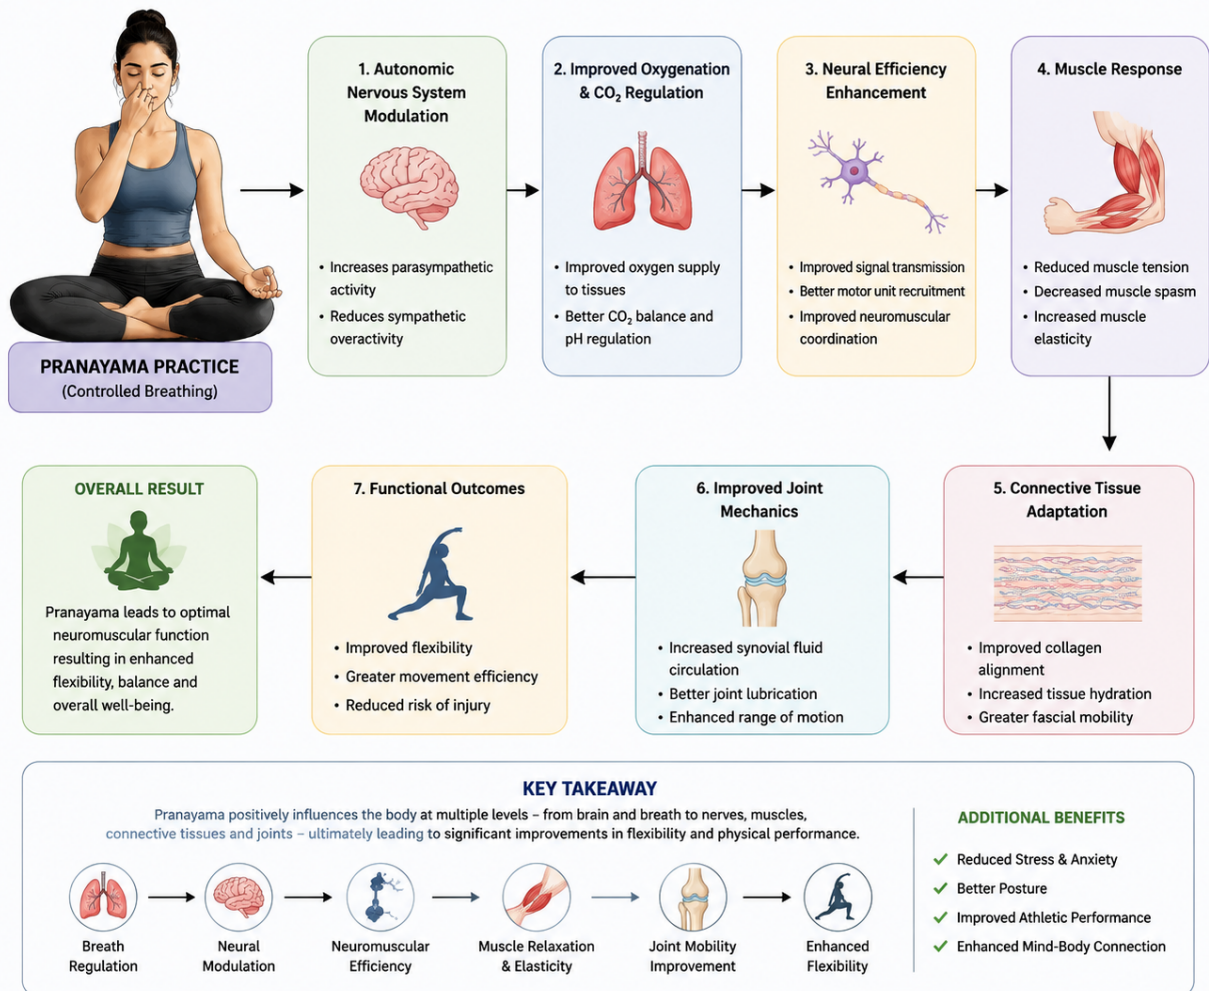 1. Autonomic
Nervous System
Modulation
• Increases parasympathetic
activity
• Reduces sympathetic
overactivity
2. Improved Oxygenation
& CO₂ Regulation
• Improved oxygen supply
to tissues
• Better CO₂ balance and
pH regulation
3. Neural Efficiency
Enhancement
• Improved signal transmission
• Better motor unit recruitment
• Improved neuromuscular
coordination
4. Muscle Response
• Reduced muscle tension
• Decreased muscle spasm
• Increased muscle
elasticity
PRANAYAMA PRACTICE
(Controlled Breathing)
OVERALL RESULT
Pranayama leads to optimal
neuromuscular function
resulting in enhanced
flexibility, balance and
overall well-being.
7. Functional Outcomes
• Improved flexibility
• Greater movement efficiency
• Reduced risk of injury
6. Improved Joint
Mechanics
• Increased synovial fluid
circulation
• Better joint lubrication
• Enhanced range of motion
5. Connective Tissue
Adaptation
• Improved collagen
alignment
• Increased tissue hydration
• Greater fascial mobility
KEY TAKEAWAY
Pranayama positively influences the body at multiple levels – from brain and breath to nerves, muscles,
connective tissues and joints – ultimately leading to significant improvements in flexibility and physical performance.
Breath
Regulation
Neural
Modulation
Neuromuscular
Efficiency
Muscle Relaxation
& Elasticity
Joint Mobility
Improvement
Enhanced
Flexibility
ADDITIONAL BENEFITS
✓ Reduced Stress & Anxiety
✓ Better Posture
✓ Improved Athletic Performance
✓ Enhanced Mind-Body Connection